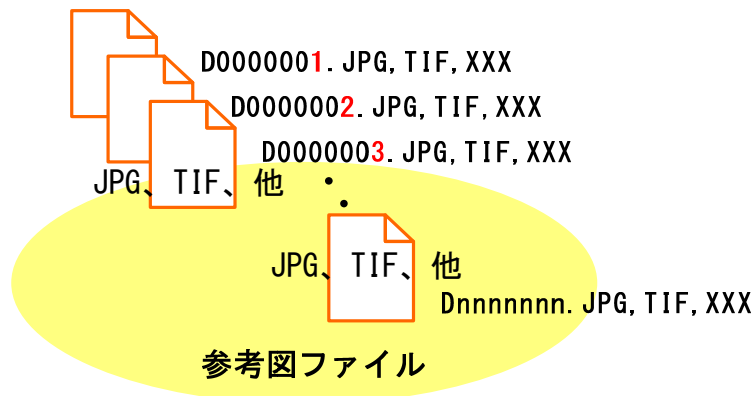 D0000001.JPG,TIF,XXX
D0000002.JPG,TIF,XXX
D0000003.JPG,TIF,XXX
JPG、TIF、他
JPG、TIF、他
Dnnnnnnn.JPG,TIF,XXX
参考図ファイル